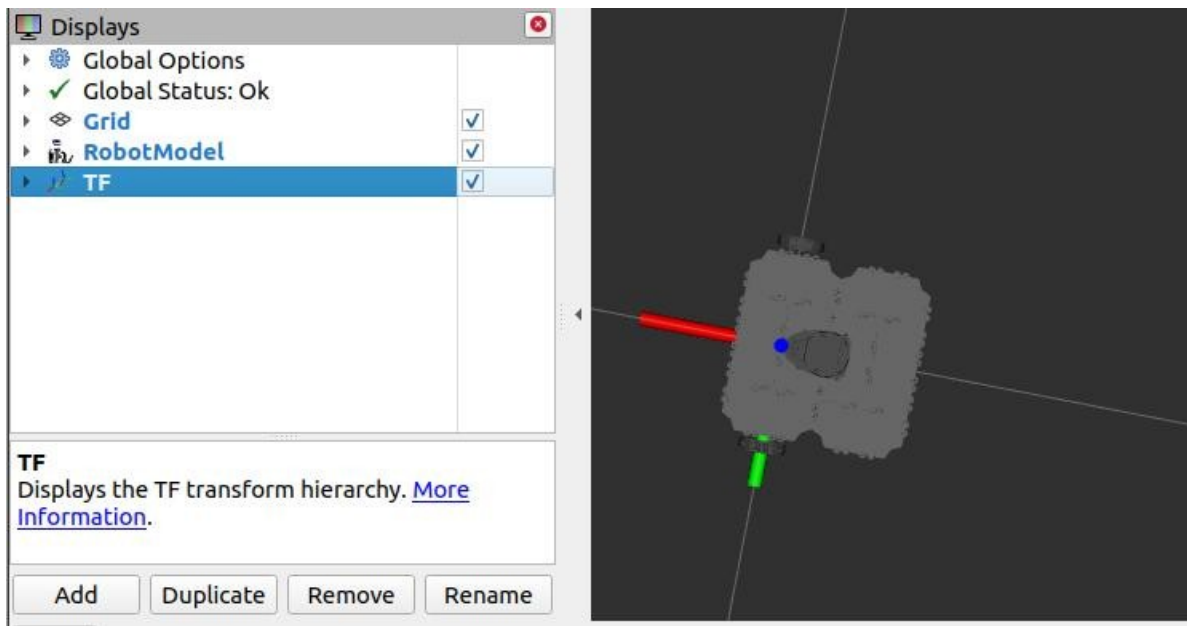 Displays
Global Options
Global Status: Ok
Grid
RobotModel
TF
TF
Displays the TF transform hierarchy. More
Information.
Add
Duplicate
Remove
Rename